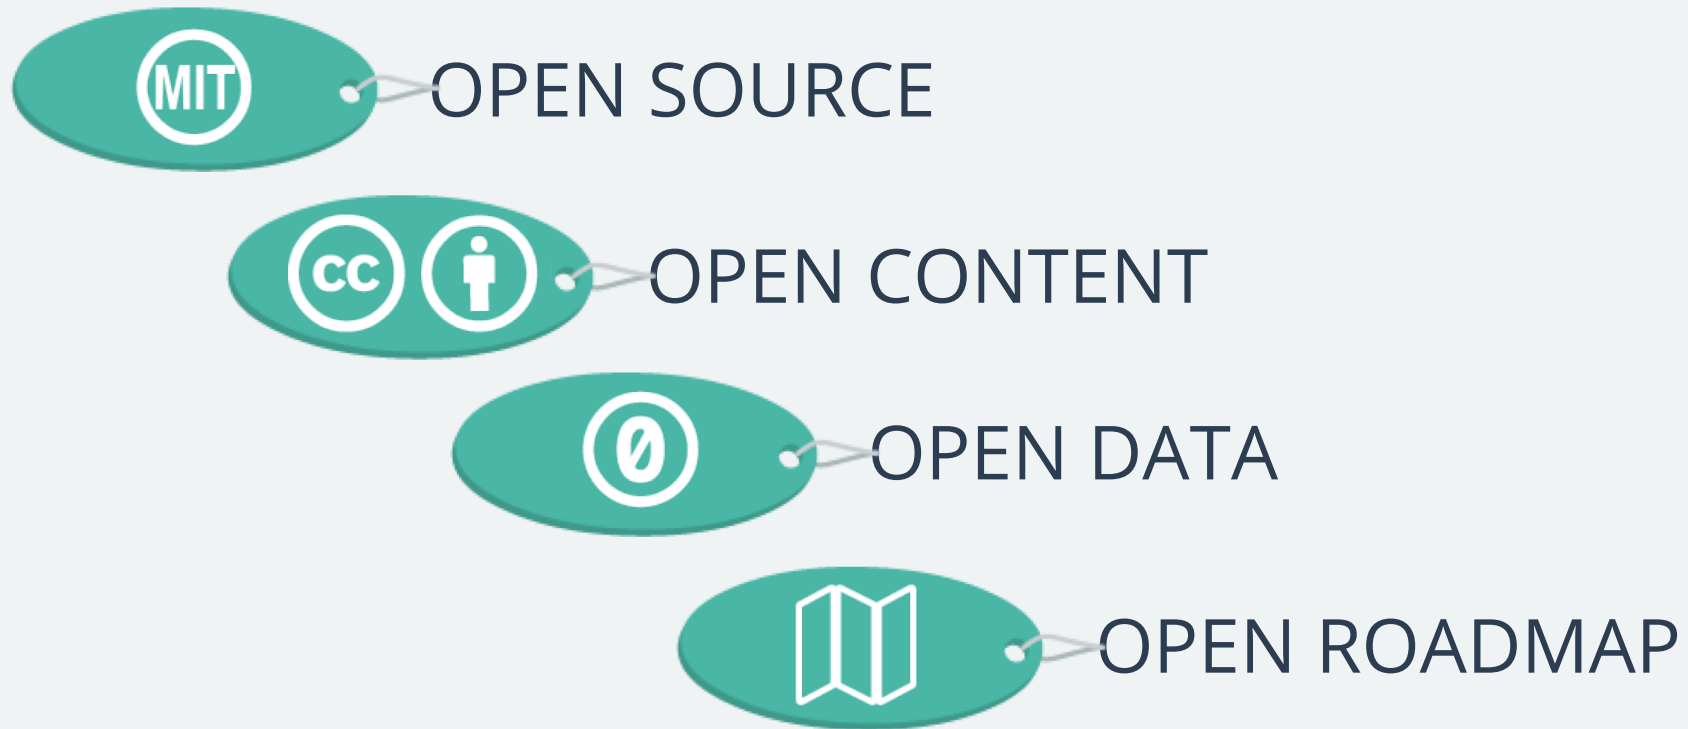 MIT OPEN SOURCE
cc OPEN CONTENT
0 OPEN DATA
OPEN ROADMAP